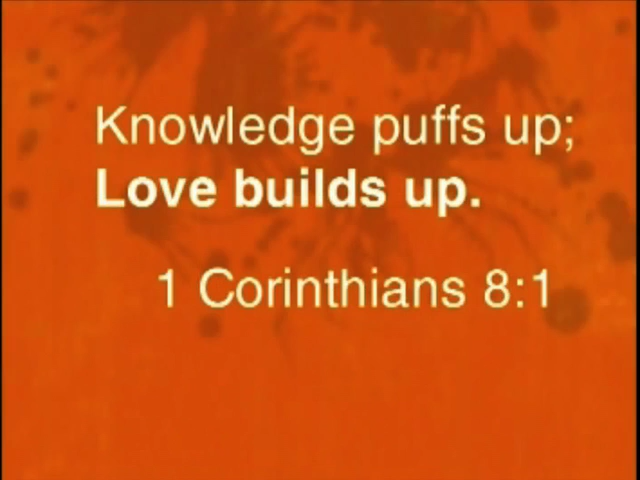 Knowledge puffs up;
Love builds up.
1 Corinthians 8:1